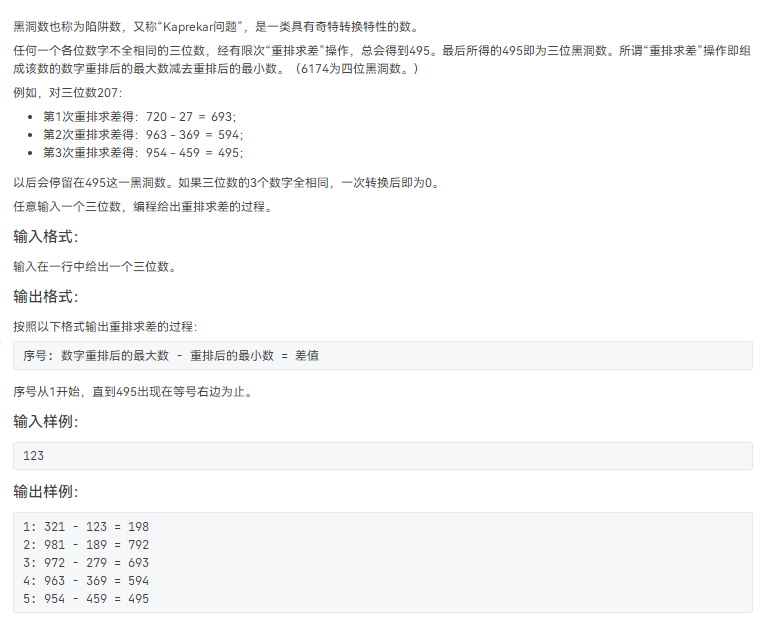 黑洞数也称为陷阱数，又称“Kaprekar问题”，是一类具有奇特转换特性的数。
任何一个各位数字不全相同的三位数，经有限次“重排求差”操作，总会得到495。最后所得的495即为三位黑洞数。所谓“重排求差”操作即组
成该数的数字重排后的最大数减去重排后的最小数。（6174为四位黑洞数。）
例如，对三位数207：
• 第1次重排求差得：720 - 27 = 693；
• 第2次重排求差得：963 - 369 = 594；
• 第3次重排求差得：954 - 459 = 495；
以后会停留在495这一黑洞数。如果三位数的3个数字全相同，一次转换后即为0。
任意输入一个三位数，编程给出重排求差的过程。
输入格式：
输入在一行中给出一个三位数。
输出格式：
按照以下格式输出重排求差的过程：
序号: 数字重排后的最大数 - 重排后的最小数 = 差值
序号从1开始，直到495出现在等号右边为止。
输入样例：
123
输出样例：
1: 321 - 123 = 198
2: 981 - 189 = 792
3: 972 - 279 = 693
4: 963 - 369 = 594
5: 954 - 459 = 495